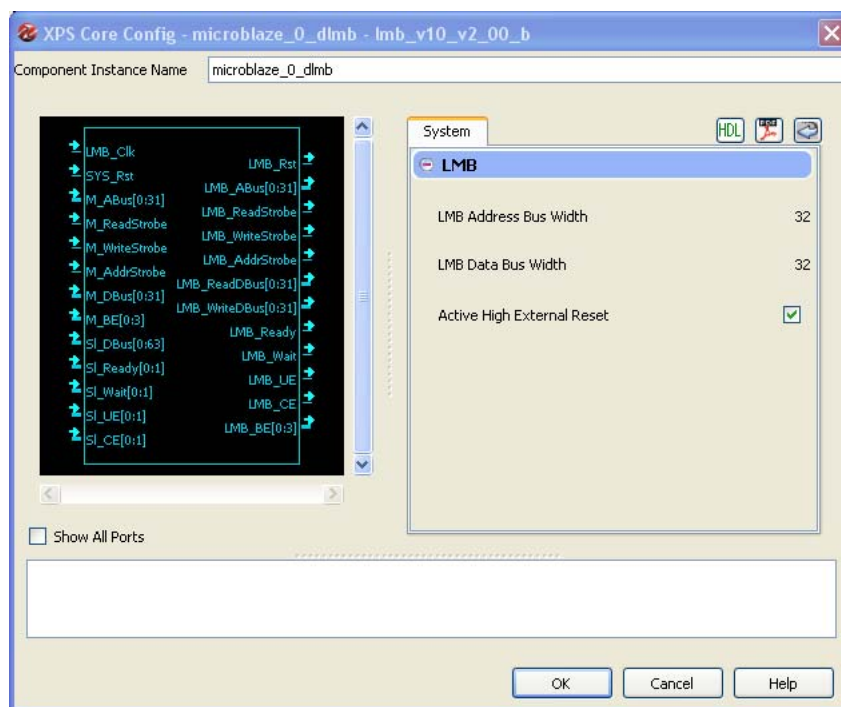 XPS Core Config - microblaze_0_dlmb - lmb_v10_v2_00_b
Component Instance Name microblaze_0_dlmb
LMB_Clk
SYS_Rst
M_ABus[0:31]
M_ReadStrobe
M_WriteStrobe
M_AddrStrobe
M_DBus[0:31]
M_BE[0:3]
Sl_DBus[0:63]
Sl_Ready[0:1]
Sl_Wait[0:1]
Sl_UE[0:1]
Sl_CE[0:1]
LMB_Rst
LMB_ABus[0:31]
LMB_ReadStrobe
LMB_WriteStrobe
LMB_AddrStrobe
LMB_ReadDBus[0:31]
LMB_WriteDBus[0:31]
LMB_Ready
LMB_Wait
LMB_UE
LMB_CE
LMB_BE[0:3]
System
HDL
LMB
LMB Address Bus Width 32
LMB Data Bus Width 32
Active High External Reset
Show All Ports
OK Cancel Help